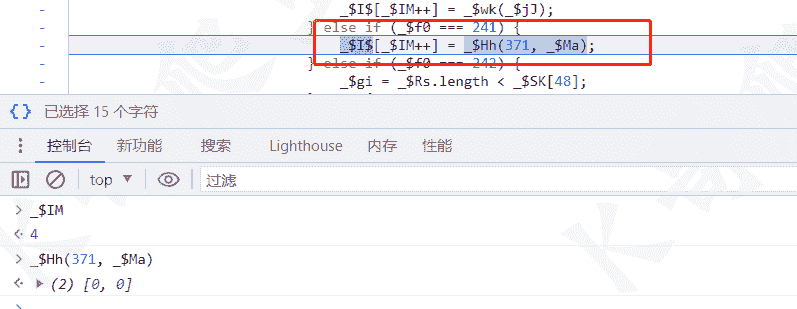 _$I$[_$IM++] = _$wk(_$jJ);
} else if (_$f0 === 241) {
_$I$[_$IM++] = _$Hh(371, _$Ma);
} else if (_$f0 === 242) {
_$gi = _$Rs.length < _$SK[48];
{} 已选择 15 个字符
控制台 新功能 搜索 Lighthouse 内存 性能
top ▼ 过滤
> _$IM
4
> _$Hh(371, _$Ma)
(2) [0, 0]
>